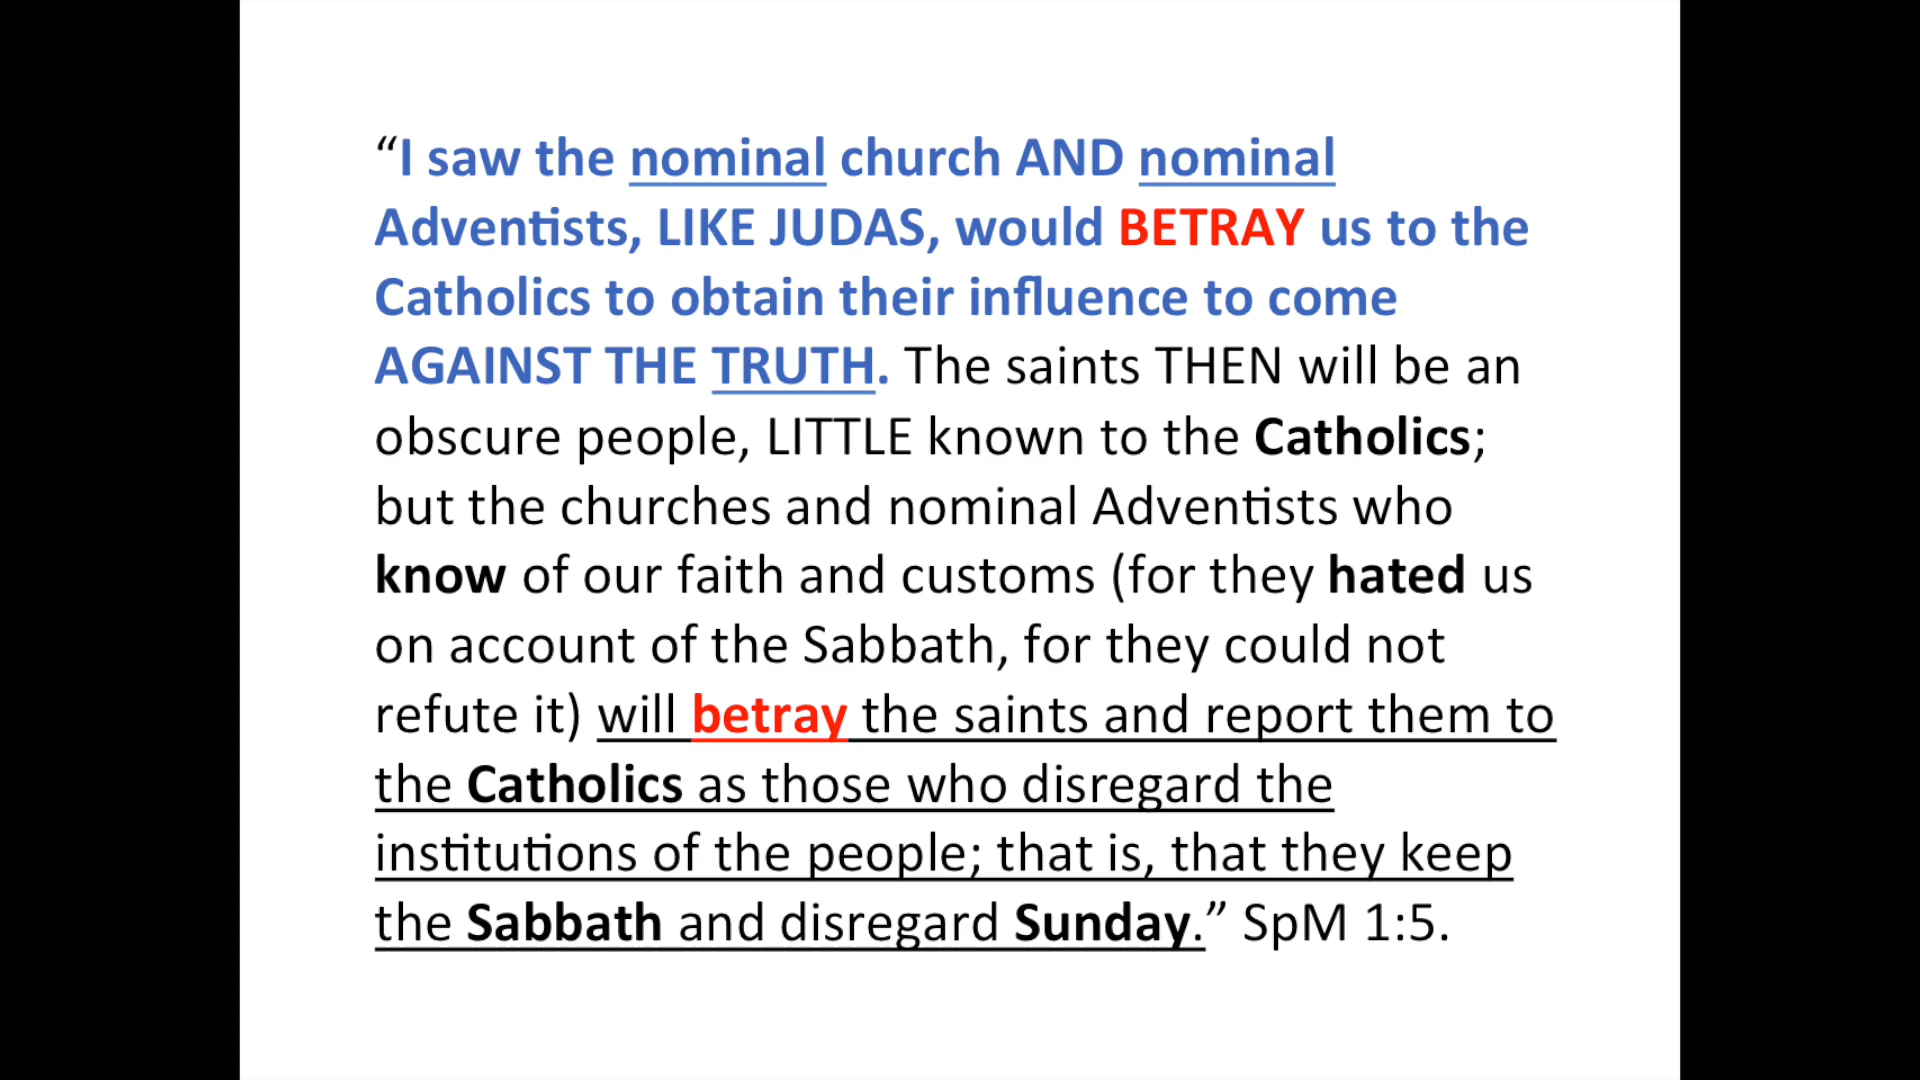 “I saw the nominal church AND nominal
Adventists, LIKE JUDAS, would BETRAY us to the
Catholics to obtain their influence to come
AGAINST THE TRUTH. The saints THEN will be an
obscure people, LITTLE known to the Catholics;
but the churches and nominal Adventists who
know of our faith and customs (for they hated us
on account of the Sabbath, for they could not
refute it) will betray the saints and report them to
the Catholics as those who disregard the
institutions of the people; that is, that they keep
the Sabbath and disregard Sunday.” SpM 1:5.